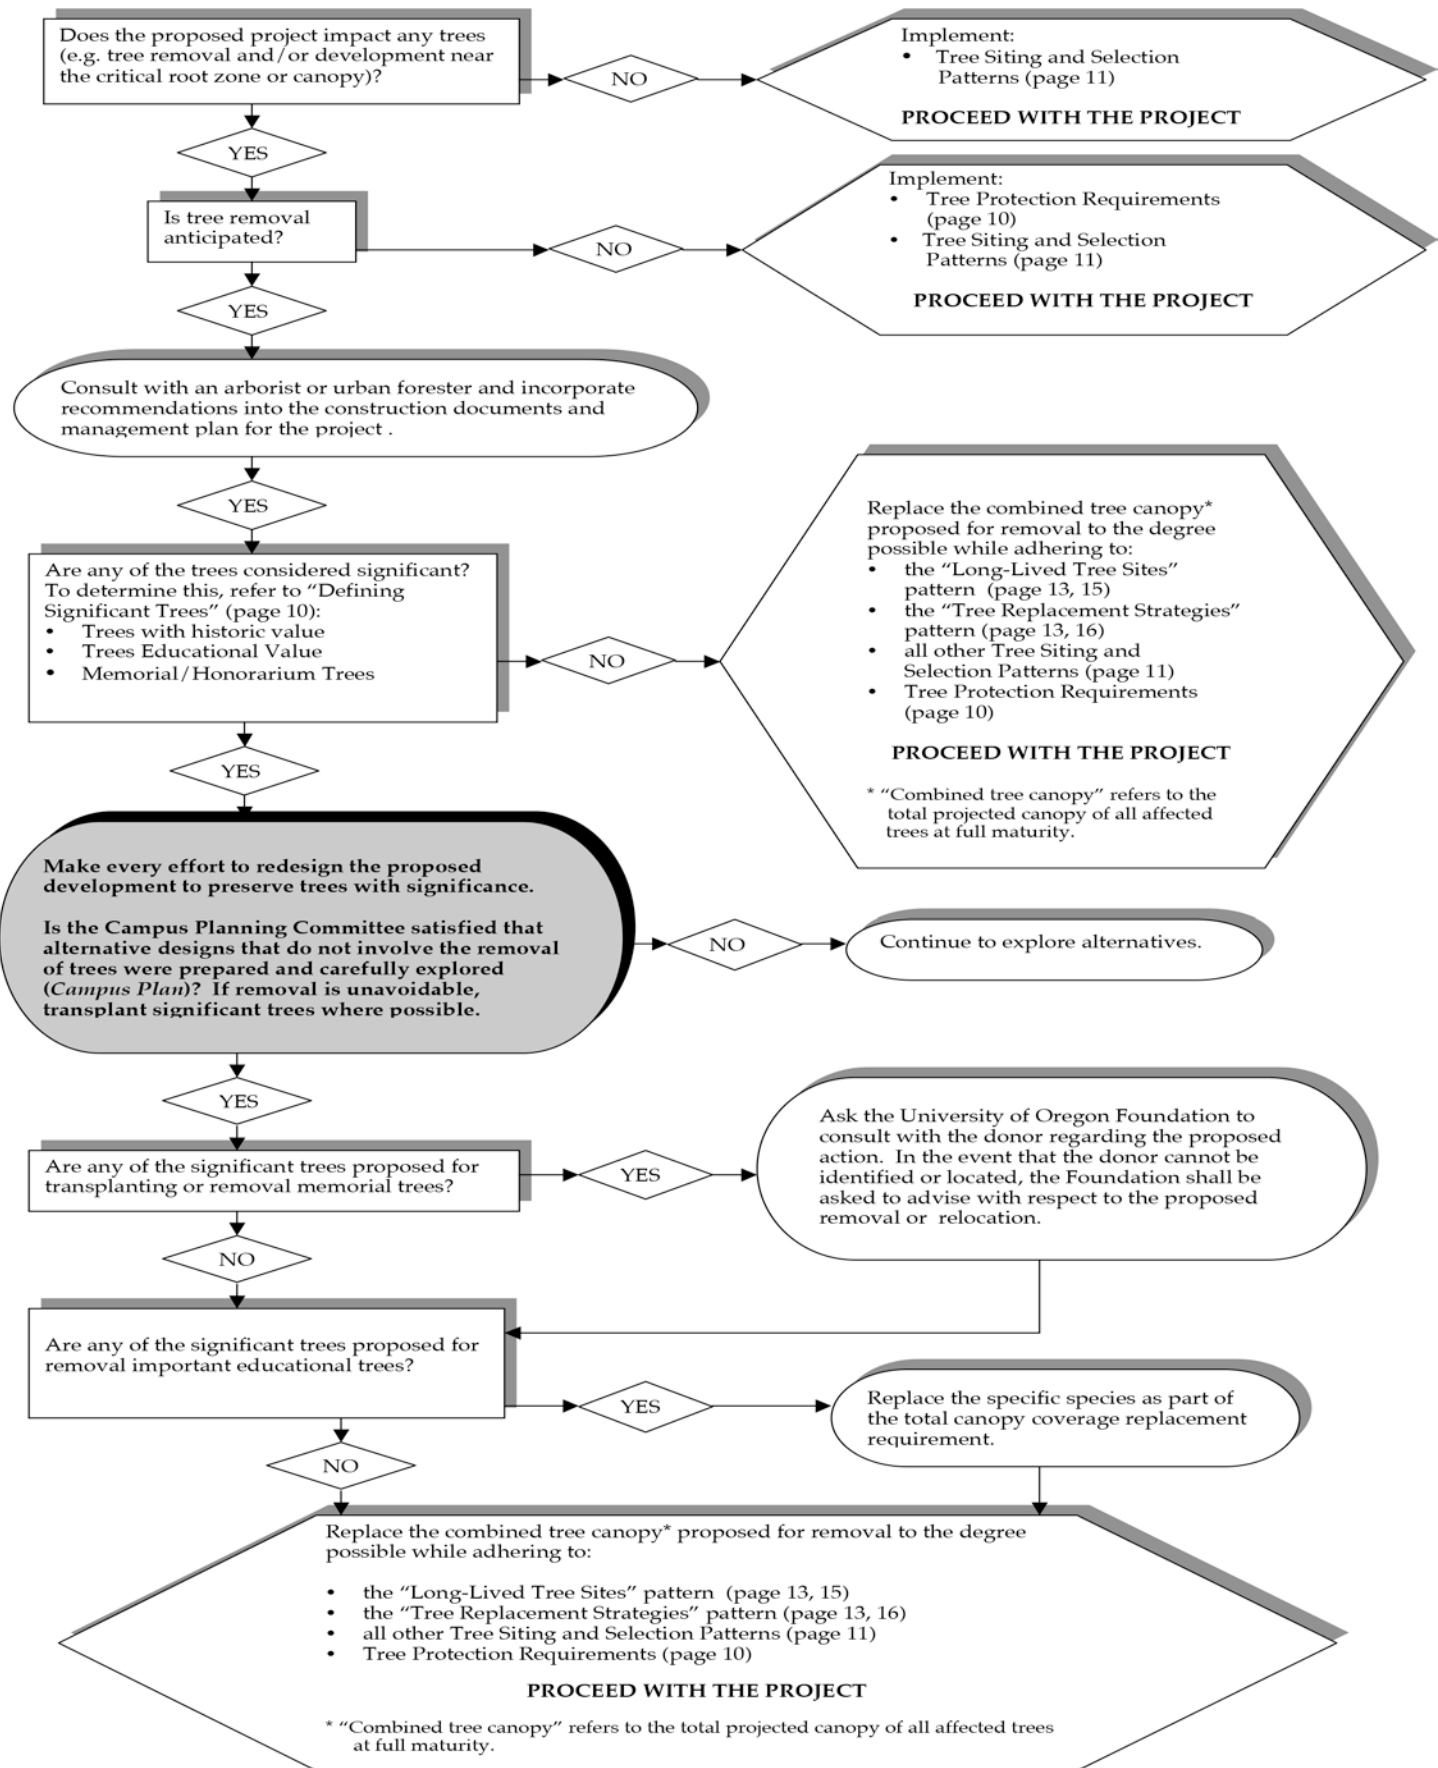 Does the proposed project impact any trees
(e.g. tree removal and/or development near
the critical root zone or canopy)?
NO
Implement:
• Tree Siting and Selection
Patterns (page 11)
PROCEED WITH THE PROJECT
YES
Is tree removal
anticipated?
NO
Implement:
• Tree Protection Requirements
(page 10)
• Tree Siting and Selection
Patterns (page 11)
PROCEED WITH THE PROJECT
YES
Consult with an arborist or urban forester and incorporate
recommendations into the construction documents and
management plan for the project .
YES
Are any of the trees considered significant?
To determine this, refer to “Defining
Significant Trees” (page 10):
• Trees with historic value
• Trees Educational Value
• Memorial/Honorarium Trees
NO
Replace the combined tree canopy*
proposed for removal to the degree
possible while adhering to:
• the “Long-Lived Tree Sites”
pattern (page 13, 15)
• the “Tree Replacement Strategies”
pattern (page 13, 16)
• all other Tree Siting and
Selection Patterns (page 11)
• Tree Protection Requirements
(page 10)
PROCEED WITH THE PROJECT
* “Combined tree canopy” refers to the
total projected canopy of all affected
trees at full maturity.
YES
Make every effort to redesign the proposed
development to preserve trees with significance.
Is the Campus Planning Committee satisfied that
alternative designs that do not involve the removal
of trees were prepared and carefully explored
(Campus Plan)? If removal is unavoidable,
transplant significant trees where possible.
NO
Continue to explore alternatives.
YES
Are any of the significant trees proposed for
transplanting or removal memorial trees?
YES
Ask the University of Oregon Foundation to
consult with the donor regarding the proposed
action. In the event that the donor cannot be
identified or located, the Foundation shall be
asked to advise with respect to the proposed
removal or relocation.
NO
Are any of the significant trees proposed for
removal important educational trees?
YES
Replace the specific species as part of
the total canopy coverage replacement
requirement.
NO
Replace the combined tree canopy* proposed for removal to the degree
possible while adhering to:
• the “Long-Lived Tree Sites” pattern (page 13, 15)
• the “Tree Replacement Strategies” pattern (page 13, 16)
• all other Tree Siting and Selection Patterns (page 11)
• Tree Protection Requirements (page 10)
PROCEED WITH THE PROJECT
* “Combined tree canopy” refers to the total projected canopy of all affected trees
at full maturity.